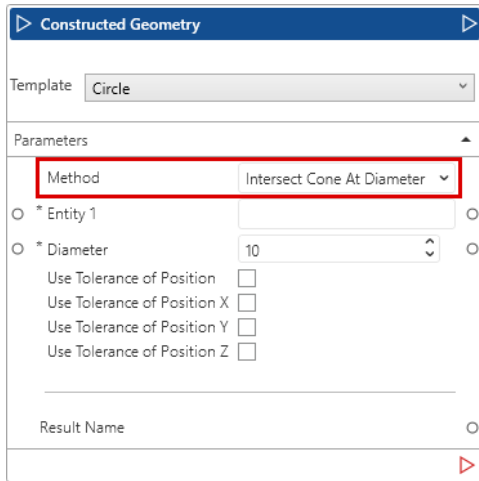 Constructed Geometry
Template Circle
Parameters
Method Intersect Cone At Diameter
* Entity 1
* Diameter 10
Use Tolerance of Position
Use Tolerance of Position X
Use Tolerance of Position Y
Use Tolerance of Position Z
Result Name